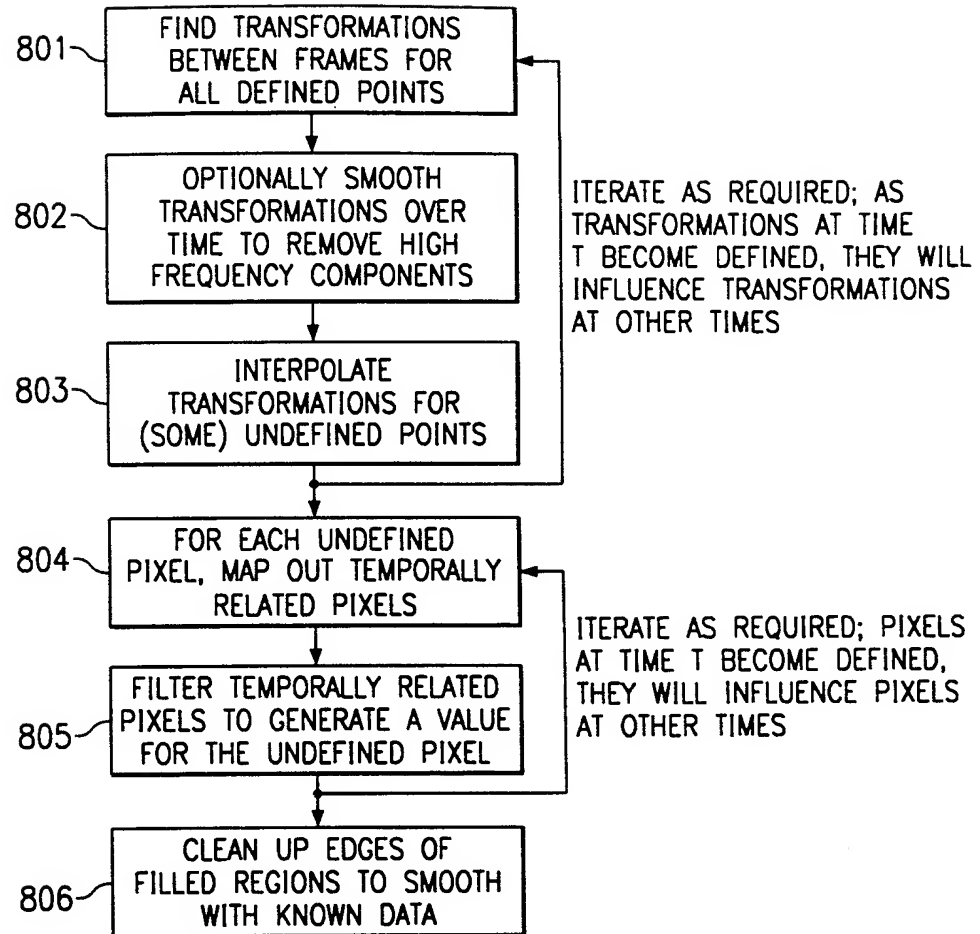 801
FIND TRANSFORMATIONS
BETWEEN FRAMES FOR
ALL DEFINED POINTS
802
OPTIONALLY SMOOTH
TRANSFORMATIONS OVER
TIME TO REMOVE HIGH
FREQUENCY COMPONENTS
ITERATE AS REQUIRED; AS
TRANSFORMATIONS AT TIME
T BECOME DEFINED, THEY WILL
INFLUENCE TRANSFORMATIONS
AT OTHER TIMES
803
INTERPOLATE
TRANSFORMATIONS FOR
(SOME) UNDEFINED POINTS
804
FOR EACH UNDEFINED
PIXEL, MAP OUT TEMPORALLY
RELATED PIXELS
ITERATE AS REQUIRED; PIXELS
AT TIME T BECOME DEFINED,
THEY WILL INFLUENCE PIXELS
AT OTHER TIMES
805
FILTER TEMPORALLY RELATED
PIXELS TO GENERATE A VALUE
FOR THE UNDEFINED PIXEL
806
CLEAN UP EDGES OF
FILLED REGIONS TO SMOOTH
WITH KNOWN DATA